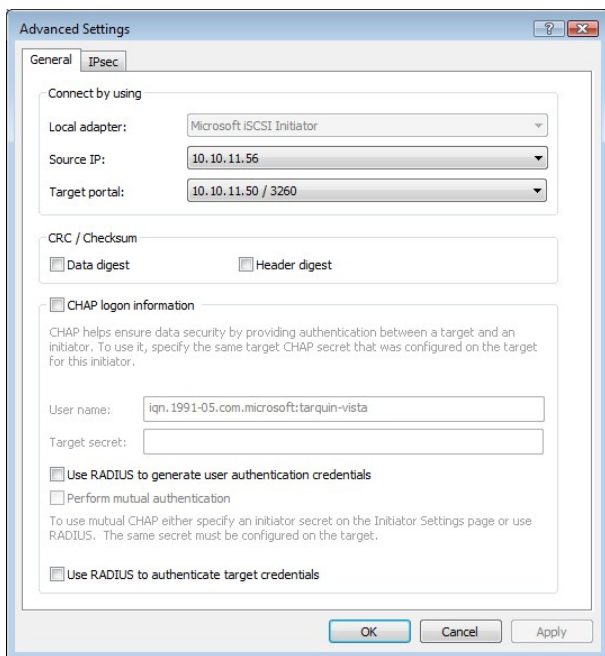 Advanced Settings
General
IPsec
Connect by using
Local adapter:
Microsoft iSCSI Initiator
Source IP:
10.10.11.56
Target portal:
10.10.11.50 / 3260
CRC / Checksum
Data digest
Header digest
CHAP logon information
CHAP helps ensure data security by providing authentication between a target and an
initiator. To use it, specify the same target CHAP secret that was configured on the target
for this initiator.
User name:
iqn.1991-05.com.microsoft:tarquin-vista
Target secret:
Use RADIUS to generate user authentication credentials
Perform mutual authentication
To use mutual CHAP either specify an initiator secret on the Initiator Settings page or use
RADIUS. The same secret must be configured on the target.
Use RADIUS to authenticate target credentials
OK
Cancel
Apply